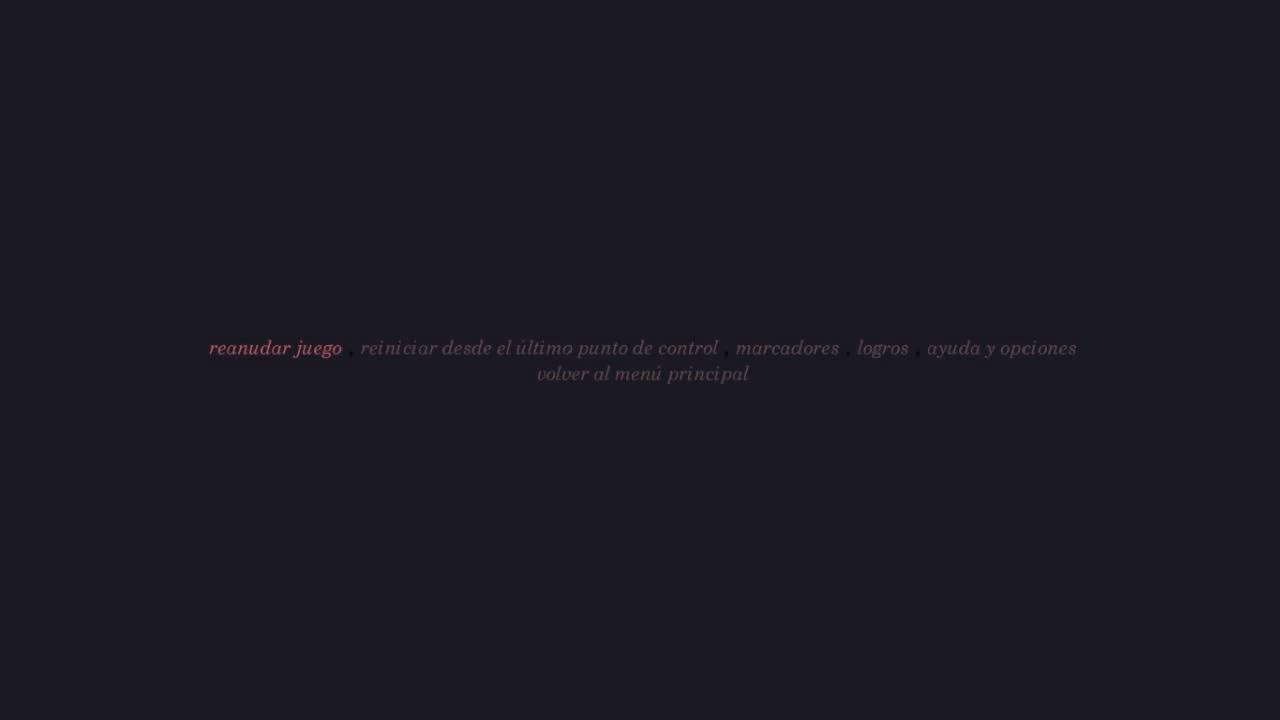 reanudar juego , reiniciar desde el último punto de control , marcadores , logros , ayuda y opciones
volver al menú principal